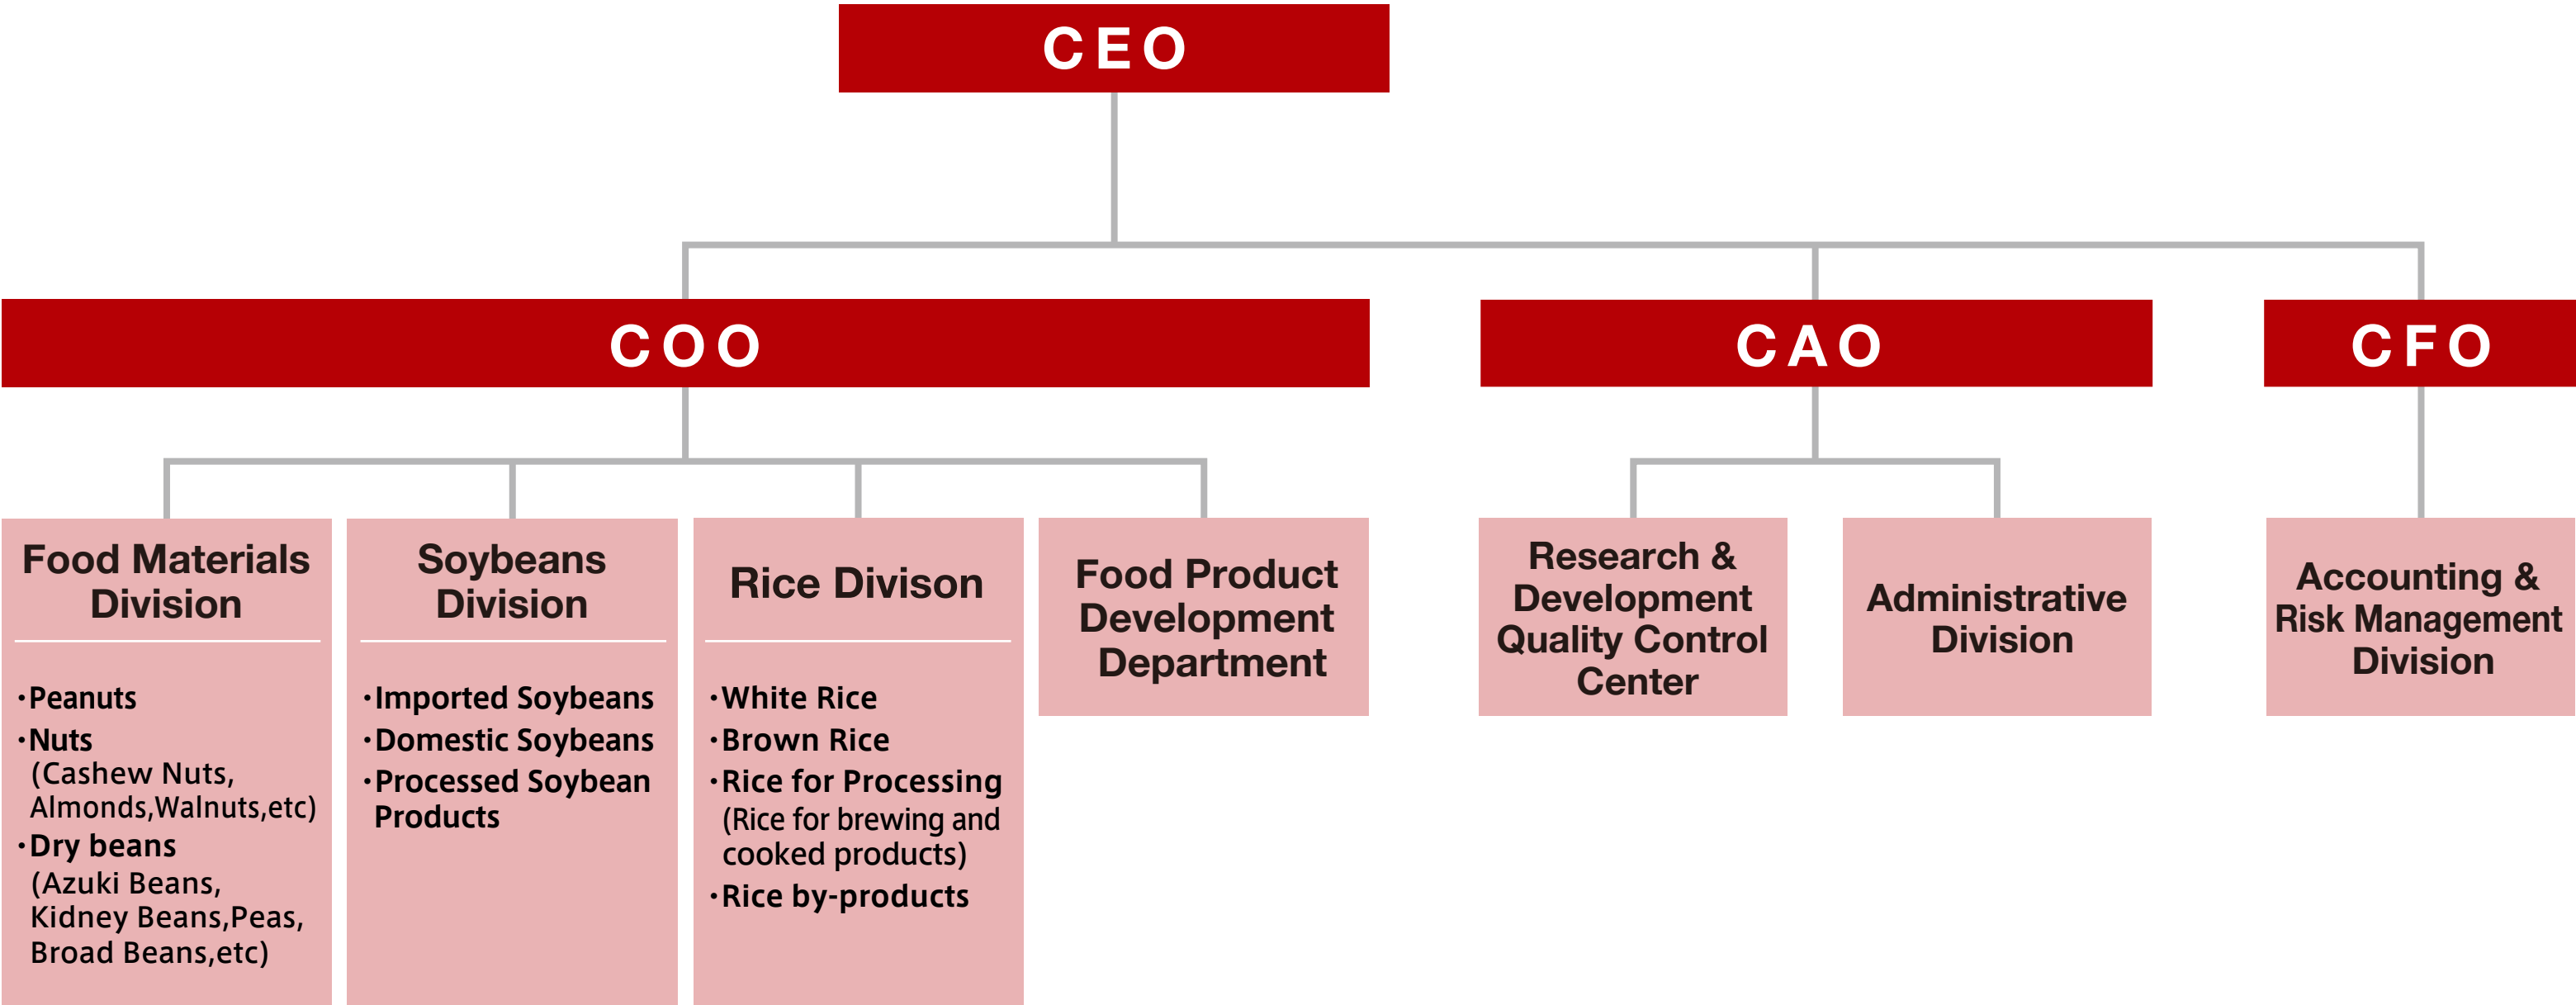 CEO
COO
CAO
CFO
Food Materials
Division
·Peanuts
·Nuts
(Cashew Nuts,
Almonds,Walnuts,etc)
·Dry beans
(Azuki Beans,
Kidney Beans,Peas,
Broad Beans,etc)
Soybeans
Division
·Imported Soybeans
·Domestic Soybeans
·Processed Soybean
Products
Rice Divison
·White Rice
·Brown Rice
·Rice for Processing
(Rice for brewing and
cooked products)
·Rice by-products
Food Product
Development
Department
Research &
Development
Quality Control
Center
Administrative
Division
Accounting &
Risk Management
Division